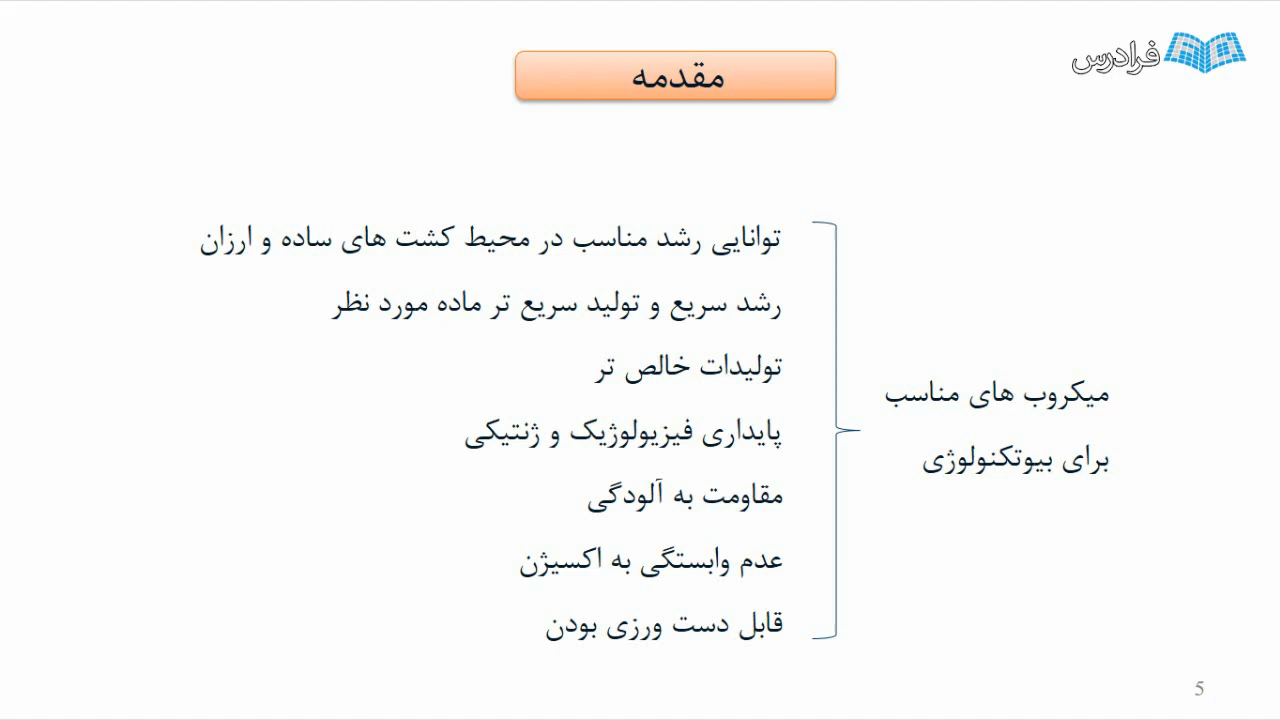 فرادرس
مقدمه
میکروب های مناسب
برای بیوتکنولوژی
توانایی رشد مناسب در محیط کشت های ساده و ارزان
رشد سریع و تولید سریع تر ماده مورد نظر
تولیدات خالص تر
پایداری فیزیولوژیک و ژنتیکی
مقاومت به آلودگی
عدم وابستگی به اکسیژن
قابل دست ورزی بودن
5